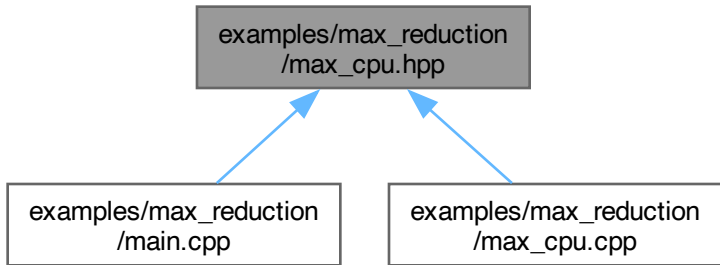 examples/max_reduction
/max_cpu.hpp
examples/max_reduction
/main.cpp
examples/max_reduction
/max_cpu.cpp